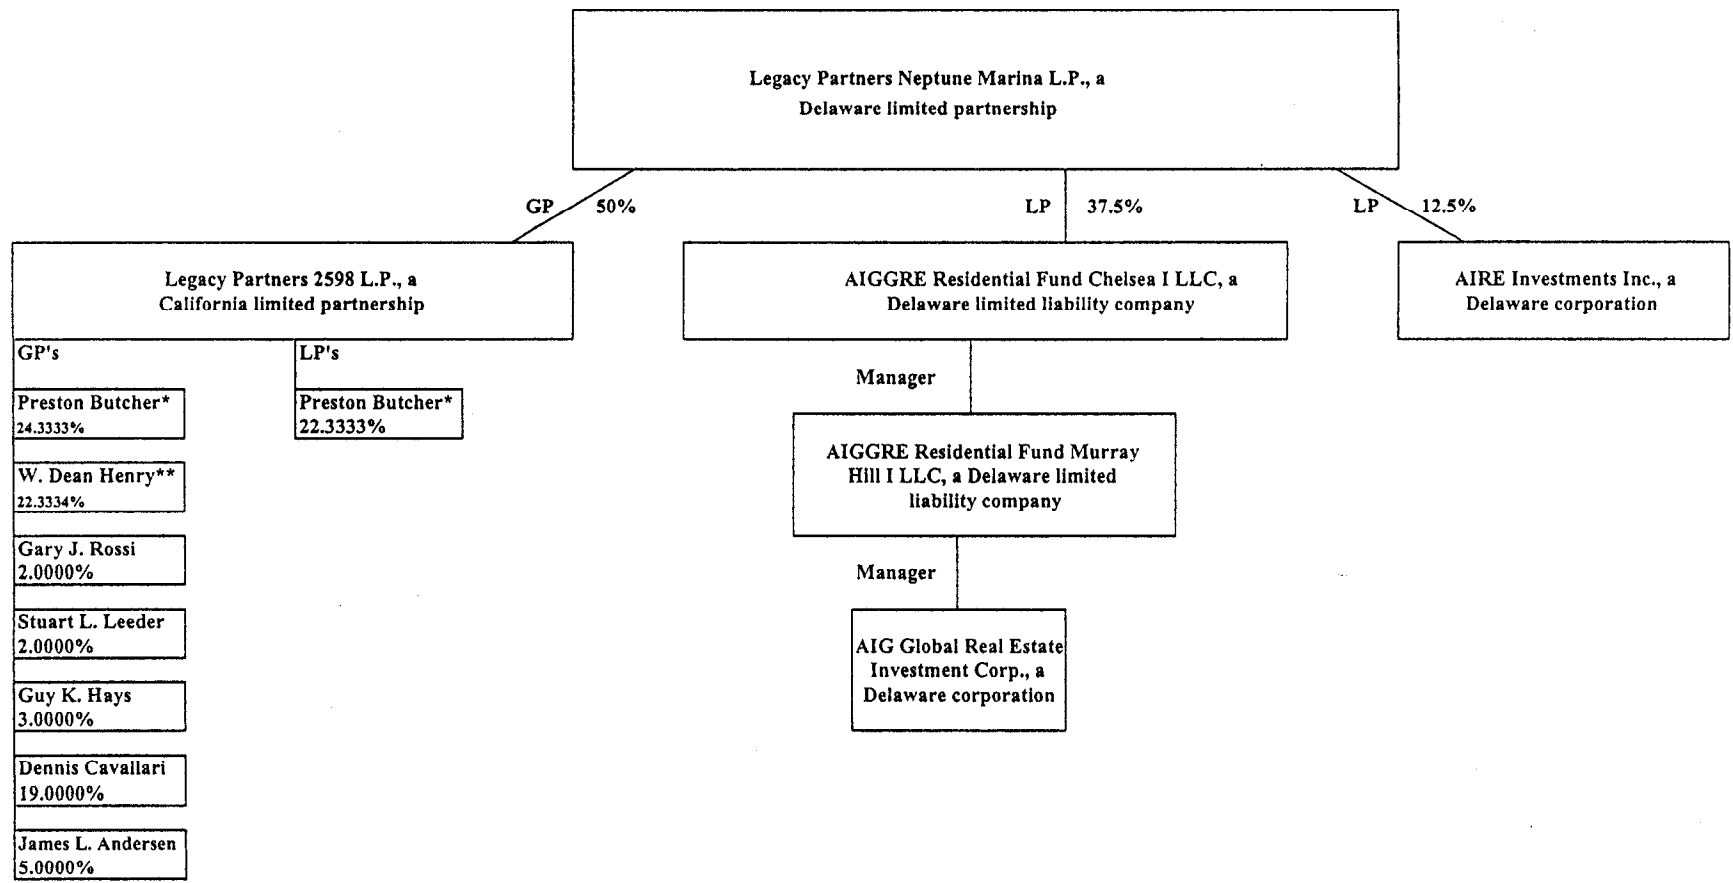 Legacy Partners Neptune Marina L.P., a
Delaware limited partnership
GP 50%
LP 37.5%
LP 12.5%
Legacy Partners 2598 L.P., a
California limited partnership
AIGGRE Residential Fund Chelsea I LLC, a
Delaware limited liability company
AIRE Investments Inc., a
Delaware corporation
GP's
LP's
Preston Butcher*
24.3333%
Preston Butcher*
22.3333%
W. Dean Henry**
22.3334%
Gary J. Rossi
2.0000%
Stuart L. Leeder
2.0000%
Guy K. Hays
3.0000%
Dennis Cavallari
19.0000%
James L. Andersen
5.0000%
Manager
AIGGRE Residential Fund Murray
Hill I LLC, a Delaware limited
liability company
Manager
AIG Global Real Estate
Investment Corp., a
Delaware corporation